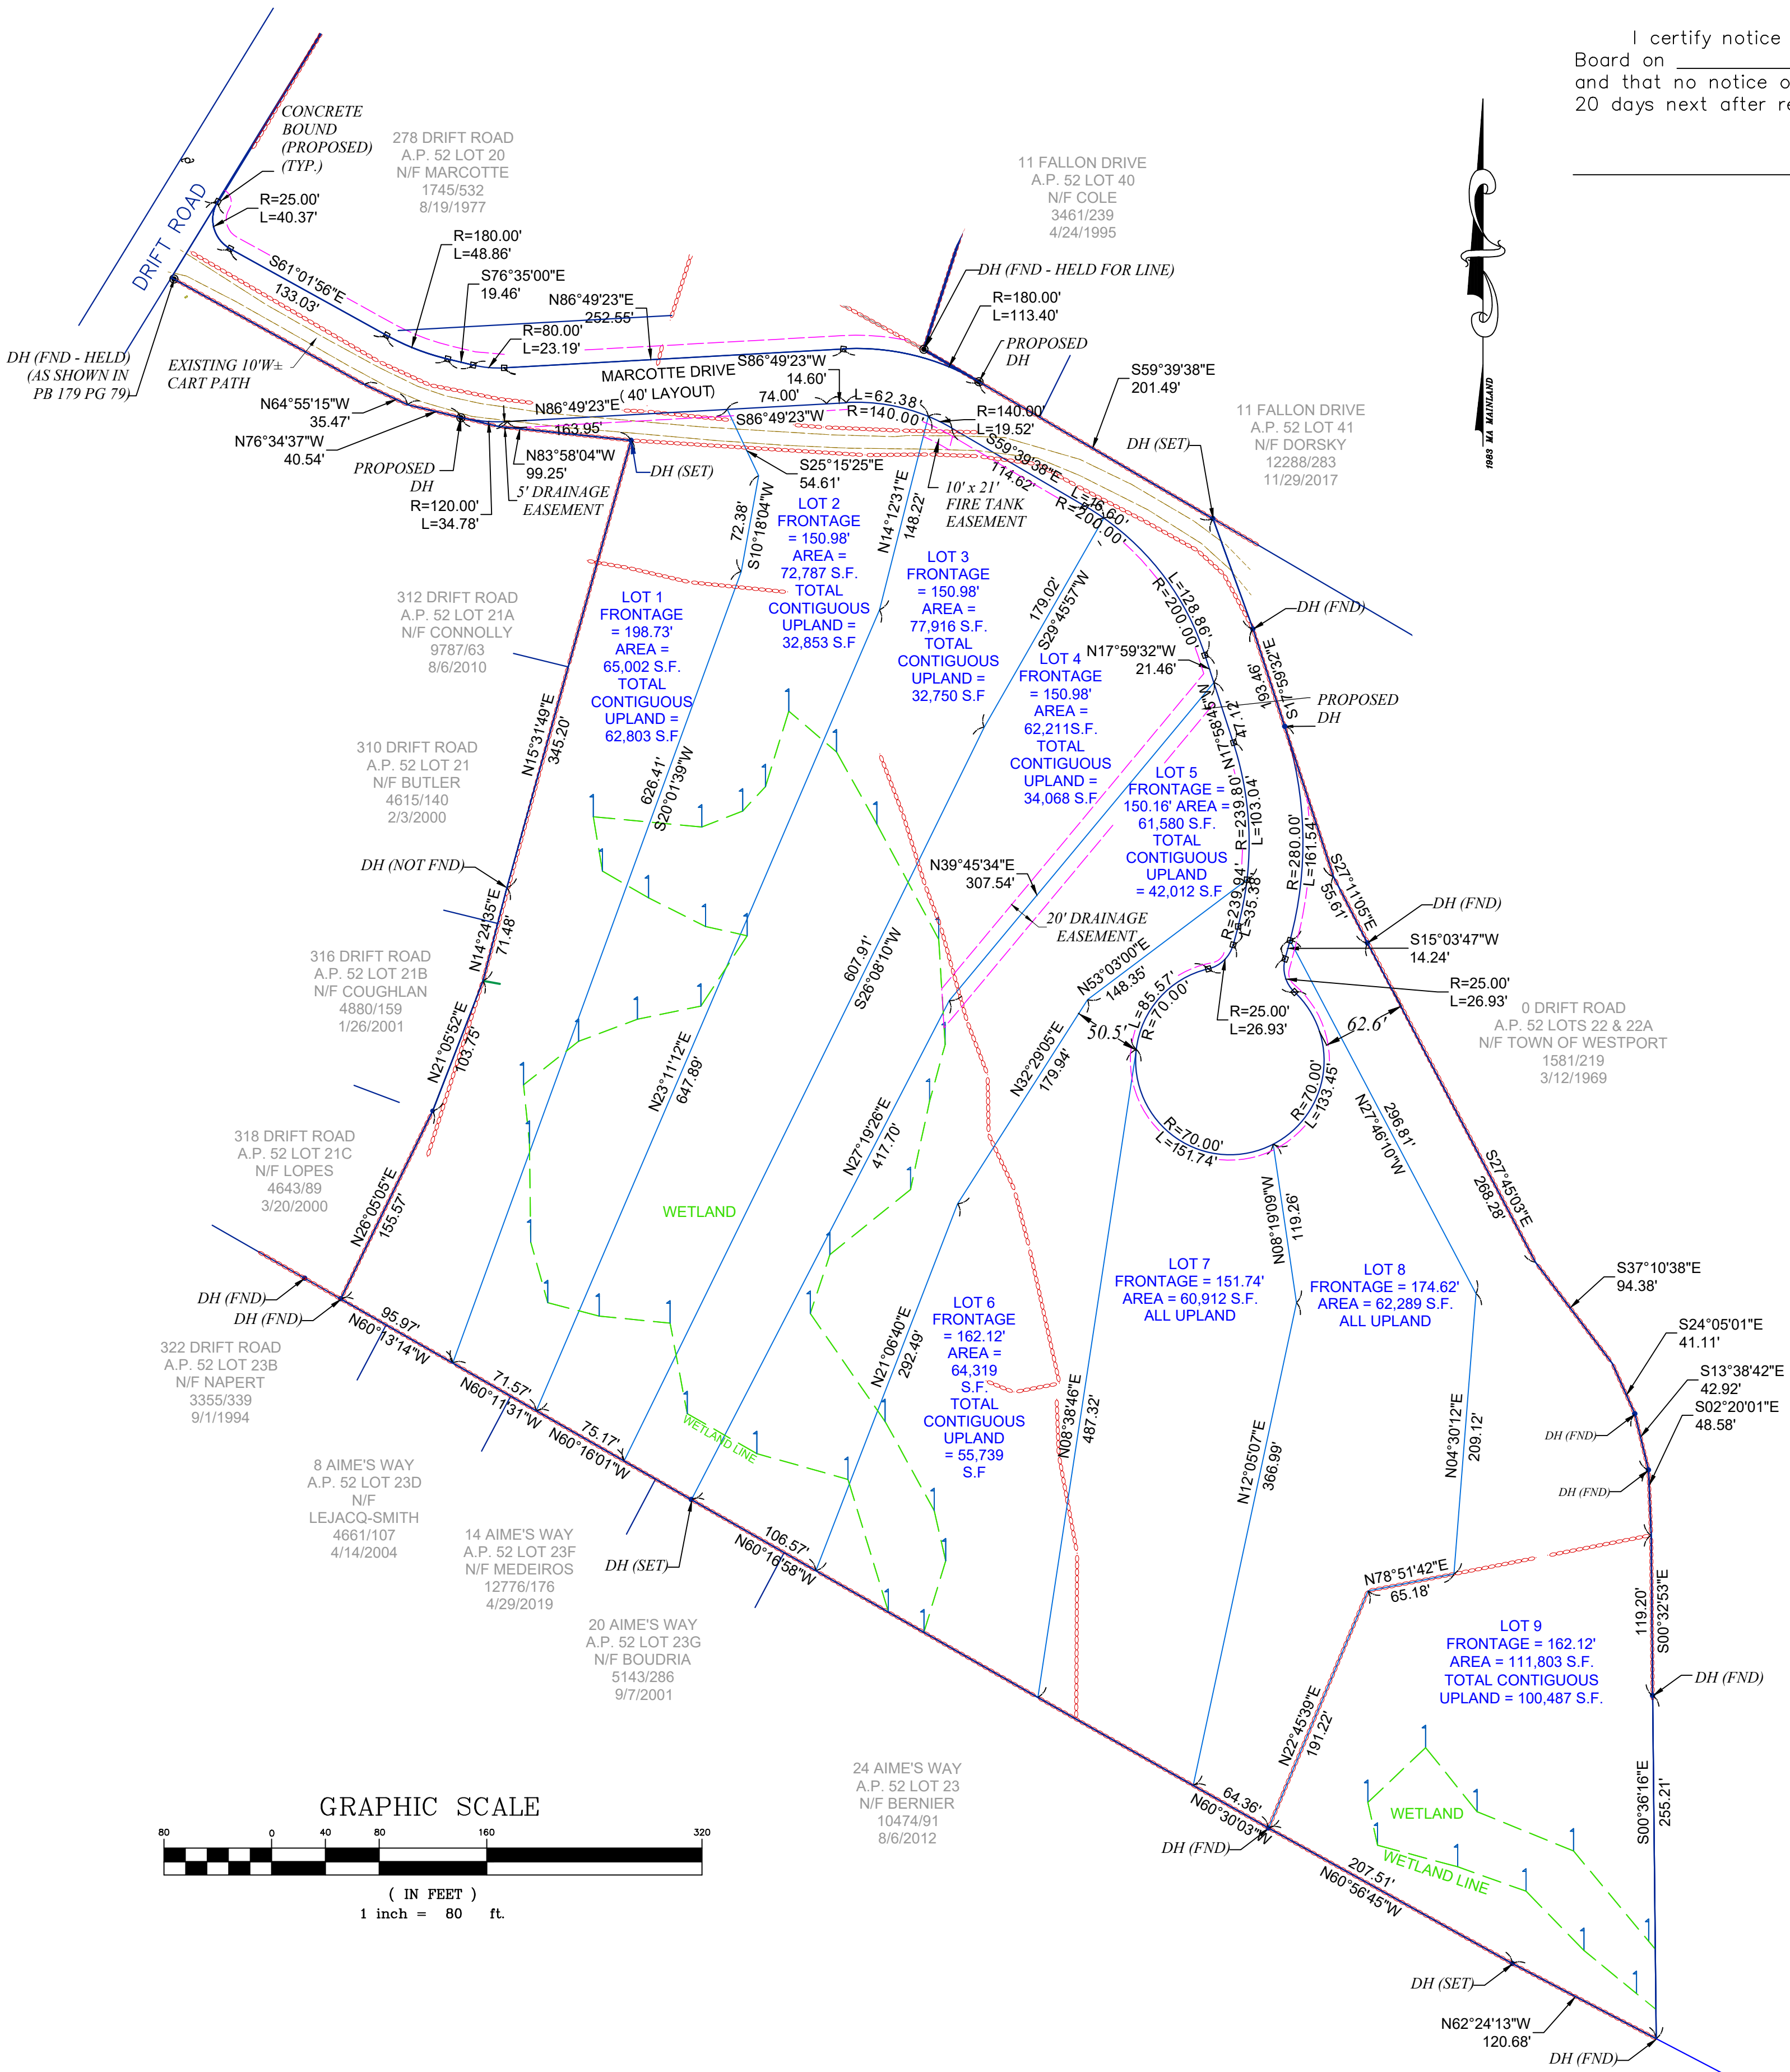 I certify notice
Board on
and that no notice o
20 days next after re
1983 MA MAINLAND
DRIFT ROAD
CONCRETE
BOUND
(PROPOSED)
(TYP.)
278 DRIFT ROAD
A.P. 52 LOT 20
N/F MARCOTTE
1745/532
8/19/1977
11 FALLON DRIVE
A.P. 52 LOT 40
N/F COLE
3461/239
4/24/1995
R=25.00'
L=40.37'
S61°01'56"E
133.03'
R=180.00'
L=48.86'
S76°35'00"E
19.46'
N86°49'23"E
252.55'
R=80.00'
L=23.19'
DH (FND - HELD FOR LINE)
R=180.00'
L=113.40'
PROPOSED
DH
DH (FND - HELD)
(AS SHOWN IN
PB 179 PG 79)
EXISTING 10'W±
CART PATH
MARCOTTE DRIVE
( 40' LAYOUT)
S86°49'23"W
14.60'
S59°39'38"E
201.49'
N64°55'15"W
35.47'
N76°34'37"W
40.54'
N86°49'23"E
163.95'
74.00'
S86°49'23"W
L=62.38'
R=140.00'
R=140.00'
L=19.52'
11 FALLON DRIVE
A.P. 52 LOT 41
N/F DORSKY
12288/283
11/29/2017
DH (SET)
PROPOSED
DH
N83°58'04"W
99.25'
5' DRAINAGE
EASEMENT
R=120.00'
L=34.78'
DH (SET)
S25°15'25"E
54.61'
S59°39'38"E
114.62'
10' x 21'
FIRE TANK
EASEMENT
L=16.60'
R=200.00'
72.38'
S10°18'04"W
N14°12'31"E
148.22'
LOT 2
FRONTAGE
= 150.98'
AREA =
72,787 S.F.
TOTAL
CONTIGUOUS
UPLAND =
32,853 S.F
LOT 3
FRONTAGE
= 150.98'
AREA =
77,916 S.F.
TOTAL
CONTIGUOUS
UPLAND =
32,750 S.F
LOT 1
FRONTAGE
= 198.73'
AREA =
65,002 S.F.
TOTAL
CONTIGUOUS
UPLAND =
62,803 S.F
179.02'
S29°45'57"W
L=128.86'
R=200.00'
DH (FND)
312 DRIFT ROAD
A.P. 52 LOT 21A
N/F CONNOLLY
9787/63
8/6/2010
LOT 4
FRONTAGE
= 150.98'
AREA =
62,211S.F.
TOTAL
CONTIGUOUS
UPLAND =
34,068 S.F
N17°59'32"W
21.46'
S17°59'32"E
193.46'
PROPOSED
DH
N17°58'45"W
47.12'
N15°31'49"E
345.20'
310 DRIFT ROAD
A.P. 52 LOT 21
N/F BUTLER
4615/140
2/3/2000
626.41'
S20°01'39"W
LOT 5
FRONTAGE =
150.16' AREA =
61,580 S.F.
TOTAL
CONTIGUOUS
UPLAND
= 42,012 S.F
R=239.80'
L=103.04'
R=280.00'
L=161.54'
S27°11'05"E
55.61'
DH (NOT FND)
N39°45'34"E
307.54'
20' DRAINAGE
EASEMENT
R=239.94'
L=35.38'
DH (FND)
N14°24'35"E
71.48'
607.91'
S26°08'10"W
S15°03'47"W
14.24'
316 DRIFT ROAD
A.P. 52 LOT 21B
N/F COUGHLAN
4880/159
1/26/2001
N53°03'00"E
148.35'
R=25.00'
L=26.93'
R=25.00'
L=26.93'
0 DRIFT ROAD
A.P. 52 LOTS 22 & 22A
N/F TOWN OF WESTPORT
1581/219
3/12/1969
L=85.57'
R=70.00'
50.5'
62.6'
N21°05'52"E
103.75'
N23°11'12"E
647.89'
N32°29'05"E
179.94'
R=70.00'
L=133.45'
296.81'
N27°46'10"W
R=70.00'
L=151.74'
318 DRIFT ROAD
A.P. 52 LOT 21C
N/F LOPES
4643/89
3/20/2000
N27°19'26"E
417.70'
N26°05'05"E
155.57'
WETLAND
N08°19'09"W
119.26'
S27°45'03"E
268.28'
LOT 7
FRONTAGE = 151.74'
AREA = 60,912 S.F.
ALL UPLAND
LOT 8
FRONTAGE = 174.62'
AREA = 62,289 S.F.
ALL UPLAND
S37°10'38"E
94.38'
DH (FND)
DH (FND)
95.97'
N60°13'14"W
LOT 6
FRONTAGE
= 162.12'
AREA =
64,319
S.F.
TOTAL
CONTIGUOUS
UPLAND
= 55,739
S.F
S24°05'01"E
41.11'
S13°38'42"E
42.92'
S02°20'01"E
48.58'
322 DRIFT ROAD
A.P. 52 LOT 23B
N/F NAPERT
3355/339
9/1/1994
N21°06'40"E
292.49'
71.57'
N60°11'31"W
N08°38'46"E
487.32'
N12°05'07"E
366.99'
N04°30'12"E
209.12'
DH (FND)
DH (FND)
WETLAND LINE
75.17'
N60°16'01"W
8 AIME'S WAY
A.P. 52 LOT 23D
N/F
LEJACQ-SMITH
4661/107
4/14/2004
14 AIME'S WAY
A.P. 52 LOT 23F
N/F MEDEIROS
12776/176
4/29/2019
DH (SET)
106.57'
N60°16'58"W
N78°51'42"E
65.18'
119.20'
S00°32'53"E
20 AIME'S WAY
A.P. 52 LOT 23G
N/F BOUDRIA
5143/286
9/7/2001
LOT 9
FRONTAGE = 162.12'
AREA = 111,803 S.F.
TOTAL CONTIGUOUS
UPLAND = 100,487 S.F.
DH (FND)
N22°45'39"E
191.22'
24 AIME'S WAY
A.P. 52 LOT 23
N/F BERNIER
10474/91
8/6/2012
64.36'
N60°30'03"W
DH (FND)
WETLAND
WETLAND LINE
S00°36'16"E
255.21'
207.51'
N60°56'45"W
DH (SET)
N62°24'13"W
120.68'
DH (FND)
GRAPHIC SCALE
80 0 40 80 160 320
( IN FEET )
1 inch = 80 ft.